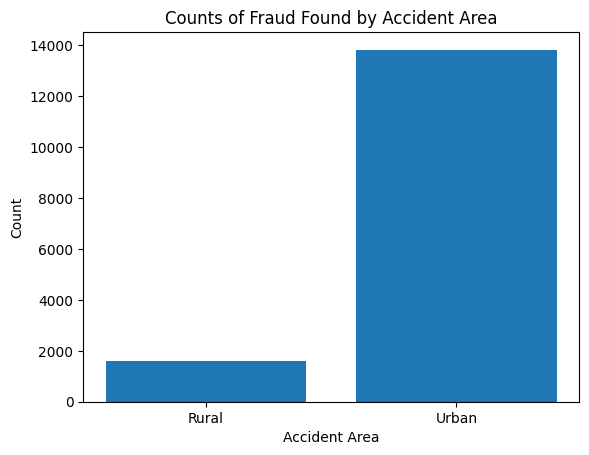 Counts of Fraud Found by Accident Area
14000
12000
10000
8000
6000
4000
2000
0
Count
Rural Urban
Accident Area